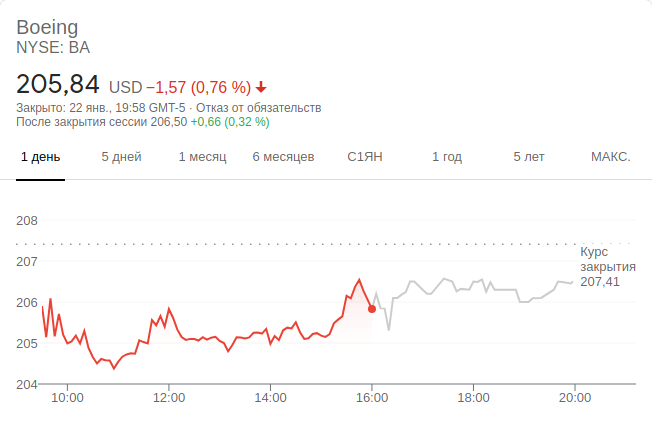 Boeing
NYSE: BA
205,84 USD −1,57 (0,76 %)
Закрыто: 22 янв., 19:58 GMT-5 · Отказ от обязательств
После закрытия сессии 206,50 +0,66 (0,32 %)
1 день 5 дней 1 месяц 6 месяцев С1ЯН 1 год 5 лет МАКС.
208
207
206
205
204
Курс
закрытия
207,41
10:00 12:00 14:00 16:00 18:00 20:00